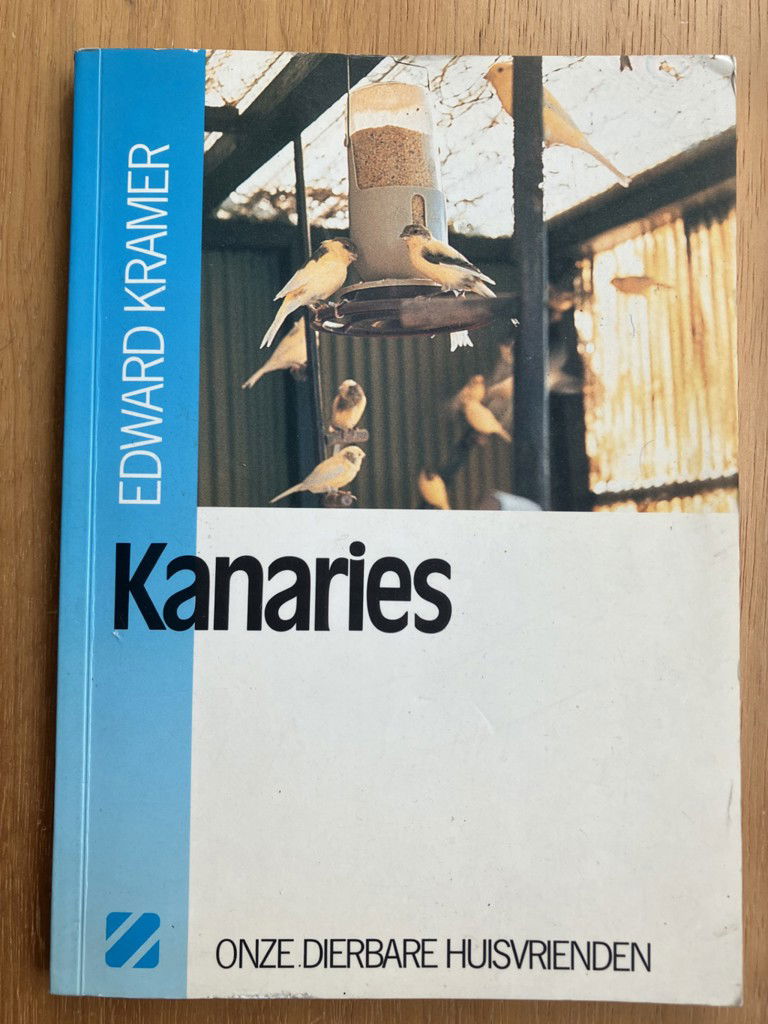 EDWARD KRAMER
Kanaries
ONZE DIERBARE HUISVRIENDEN